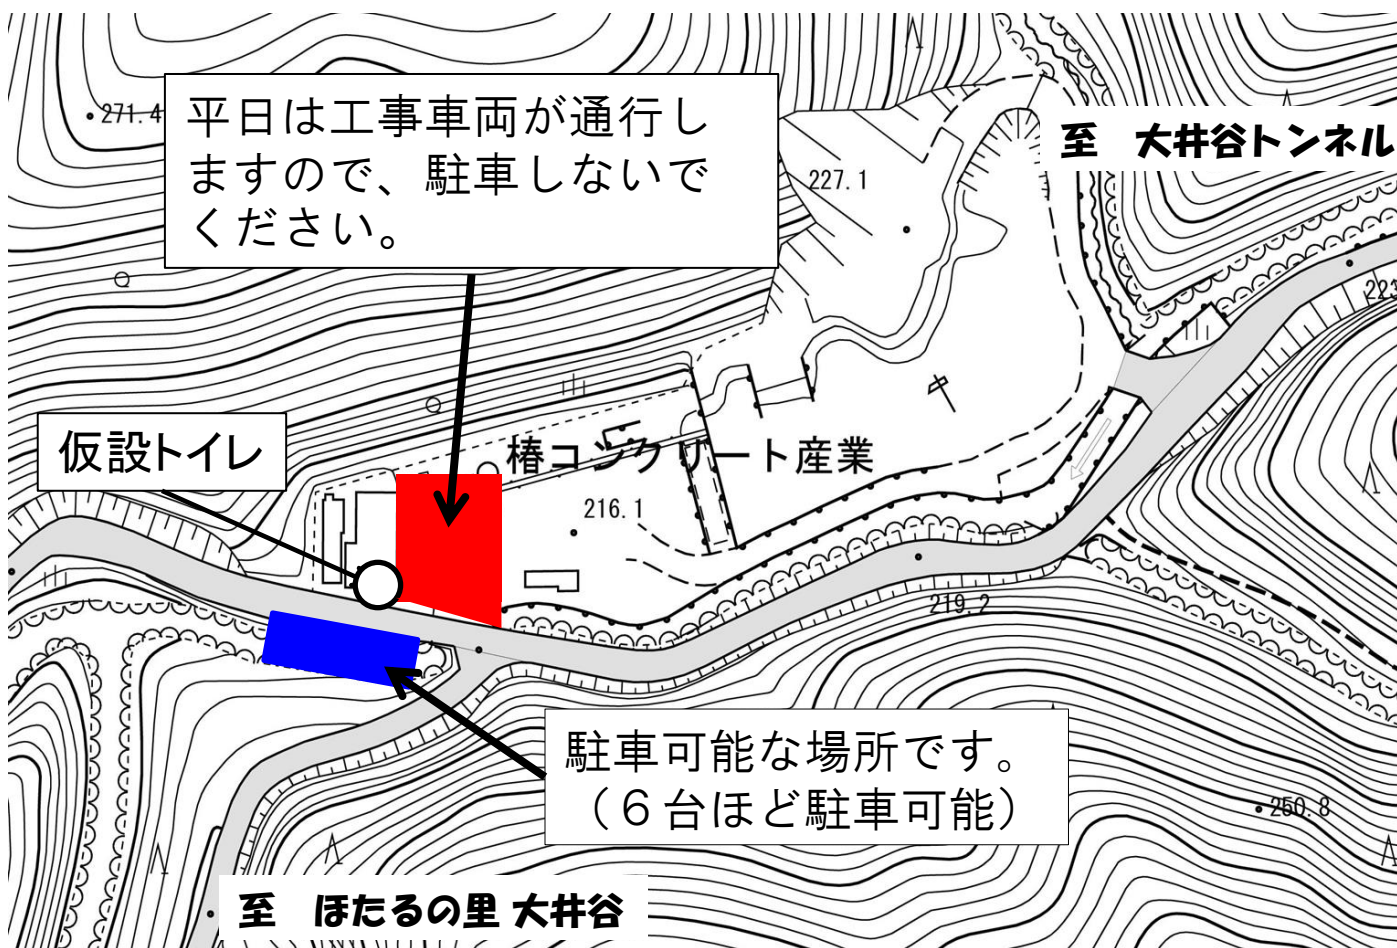 平日は工事車両が通行し
ますので、駐車しないで
ください。
至　大井谷トンネル
271.4
227.1
223
仮設トイレ
椿コンクリート産業
216.1
219.2
駐車可能な場所です。
（６台ほど駐車可能）
250.8
至　ほたるの里 大井谷